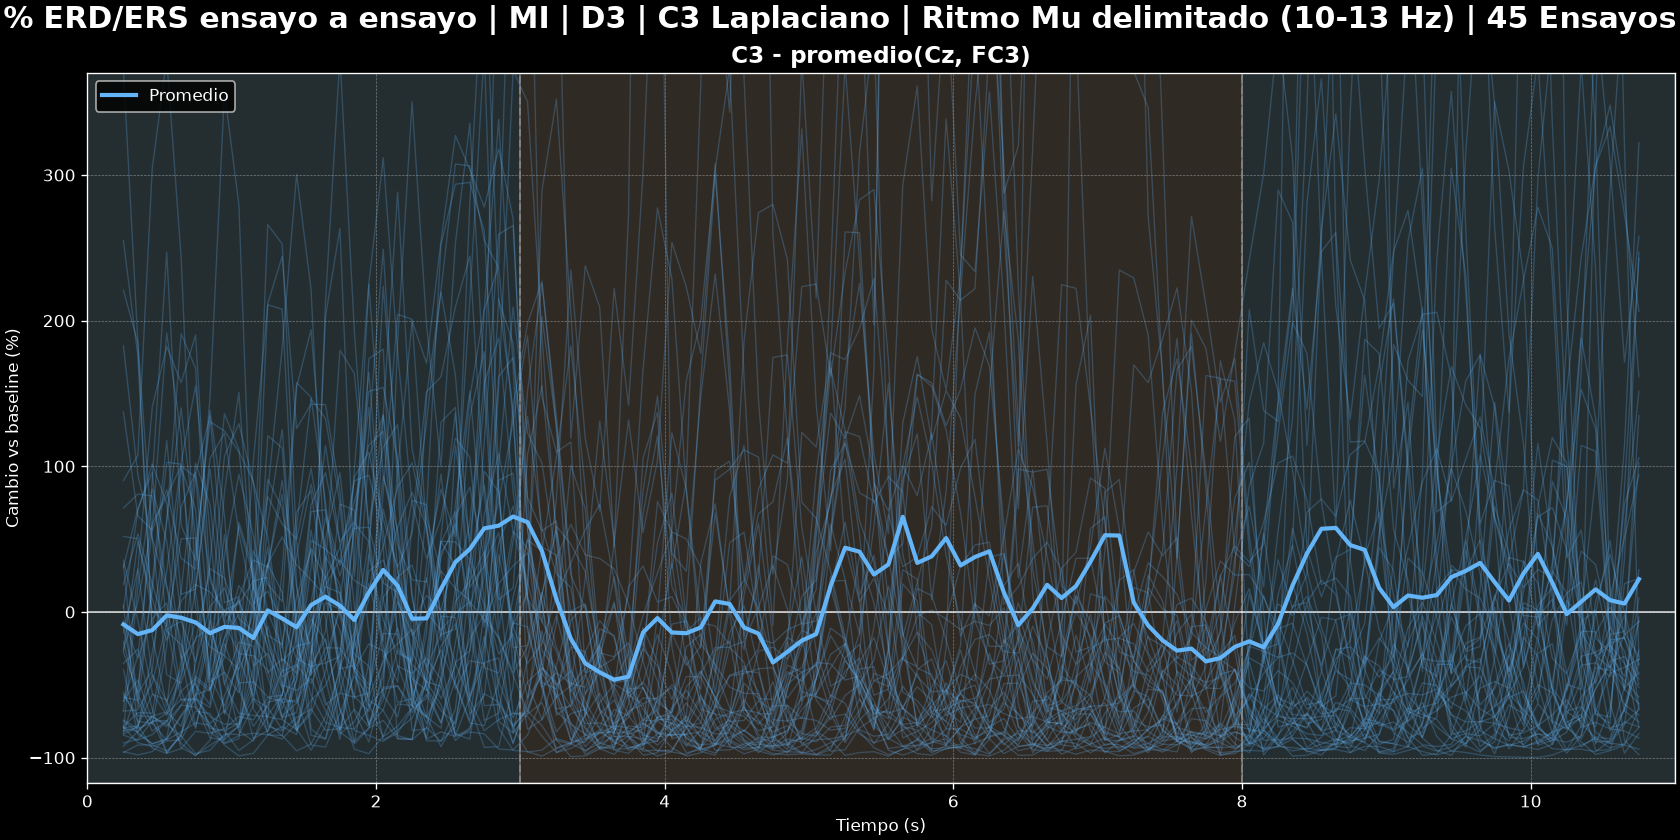 % ERD/ERS ensayo a ensayo | MI | D3 | C3 Laplaciano | Ritmo Mu delimitado (10-13 Hz) | 45 Ensayos
C3 - promedio(Cz, FC3)
Promedio
Cambio vs baseline (%)
300
200
100
0
−100
0 2 4 6 8 10
Tiempo (s)